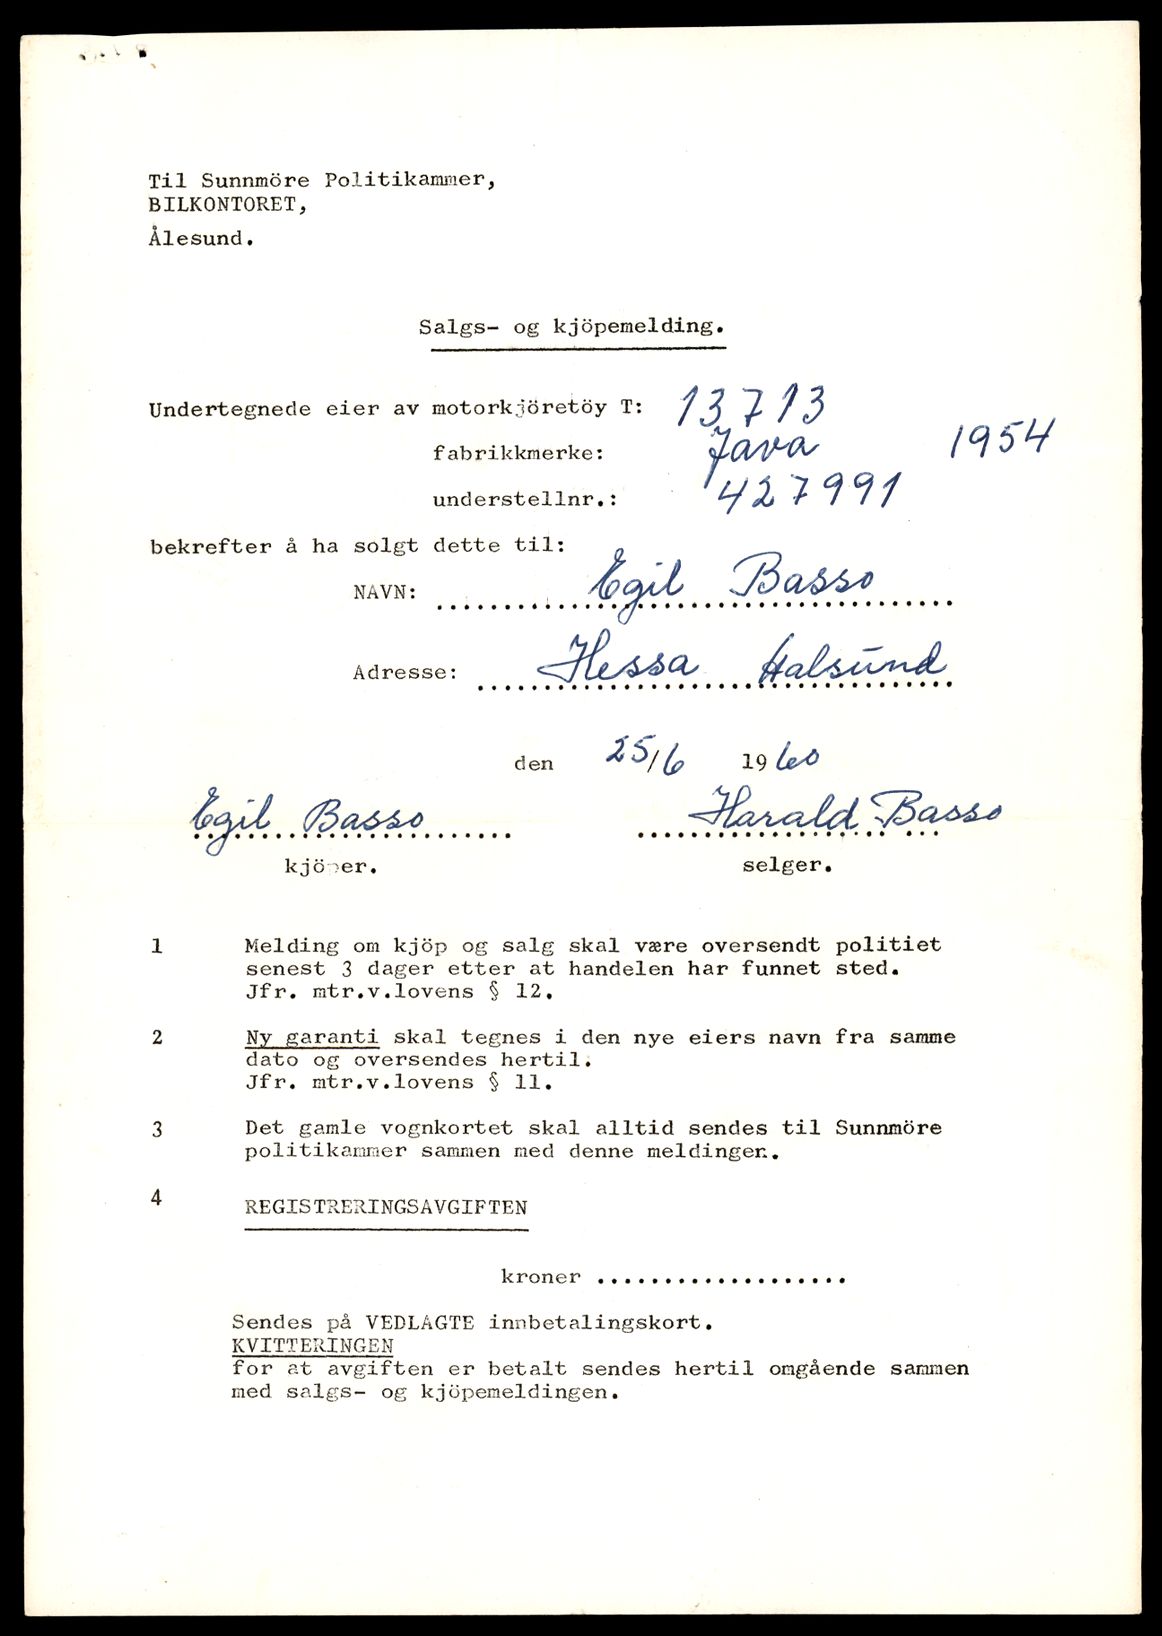 Til Sunnmöre Politikammer,
BILKONTORET,
Ålesund.
Salgs- og kjöpemelding.
Undertegnede eier av motorkjöretöy T: 13713
fabrikkmerke: Java 1954
understellnr.: 427991
bekrefter å ha solgt dette til:
NAVN: Egil Basso
Adresse: Hessa Aalsund
den 25/6 1960
Egil Basso Harald Basso
kjöper. selger.
1 Melding om kjöp og salg skal være oversendt politiet
senest 3 dager etter at handelen har funnet sted.
Jfr. mtr.v.lovens § 12.
2 Ny garanti skal tegnes i den nye eiers navn fra samme
dato og oversendes hertil.
Jfr. mtr.v.lovens § 11.
3 Det gamle vognkortet skal alltid sendes til Sunnmöre
politikammer sammen med denne meldingen.
4 REGISTRERINGSAVGIFTEN
kroner ...................
Sendes på VEDLAGTE innbetalingskort.
KVITTERINGEN
for at avgiften er betalt sendes hertil omgående sammen
med salgs- og kjöpemeldingen.